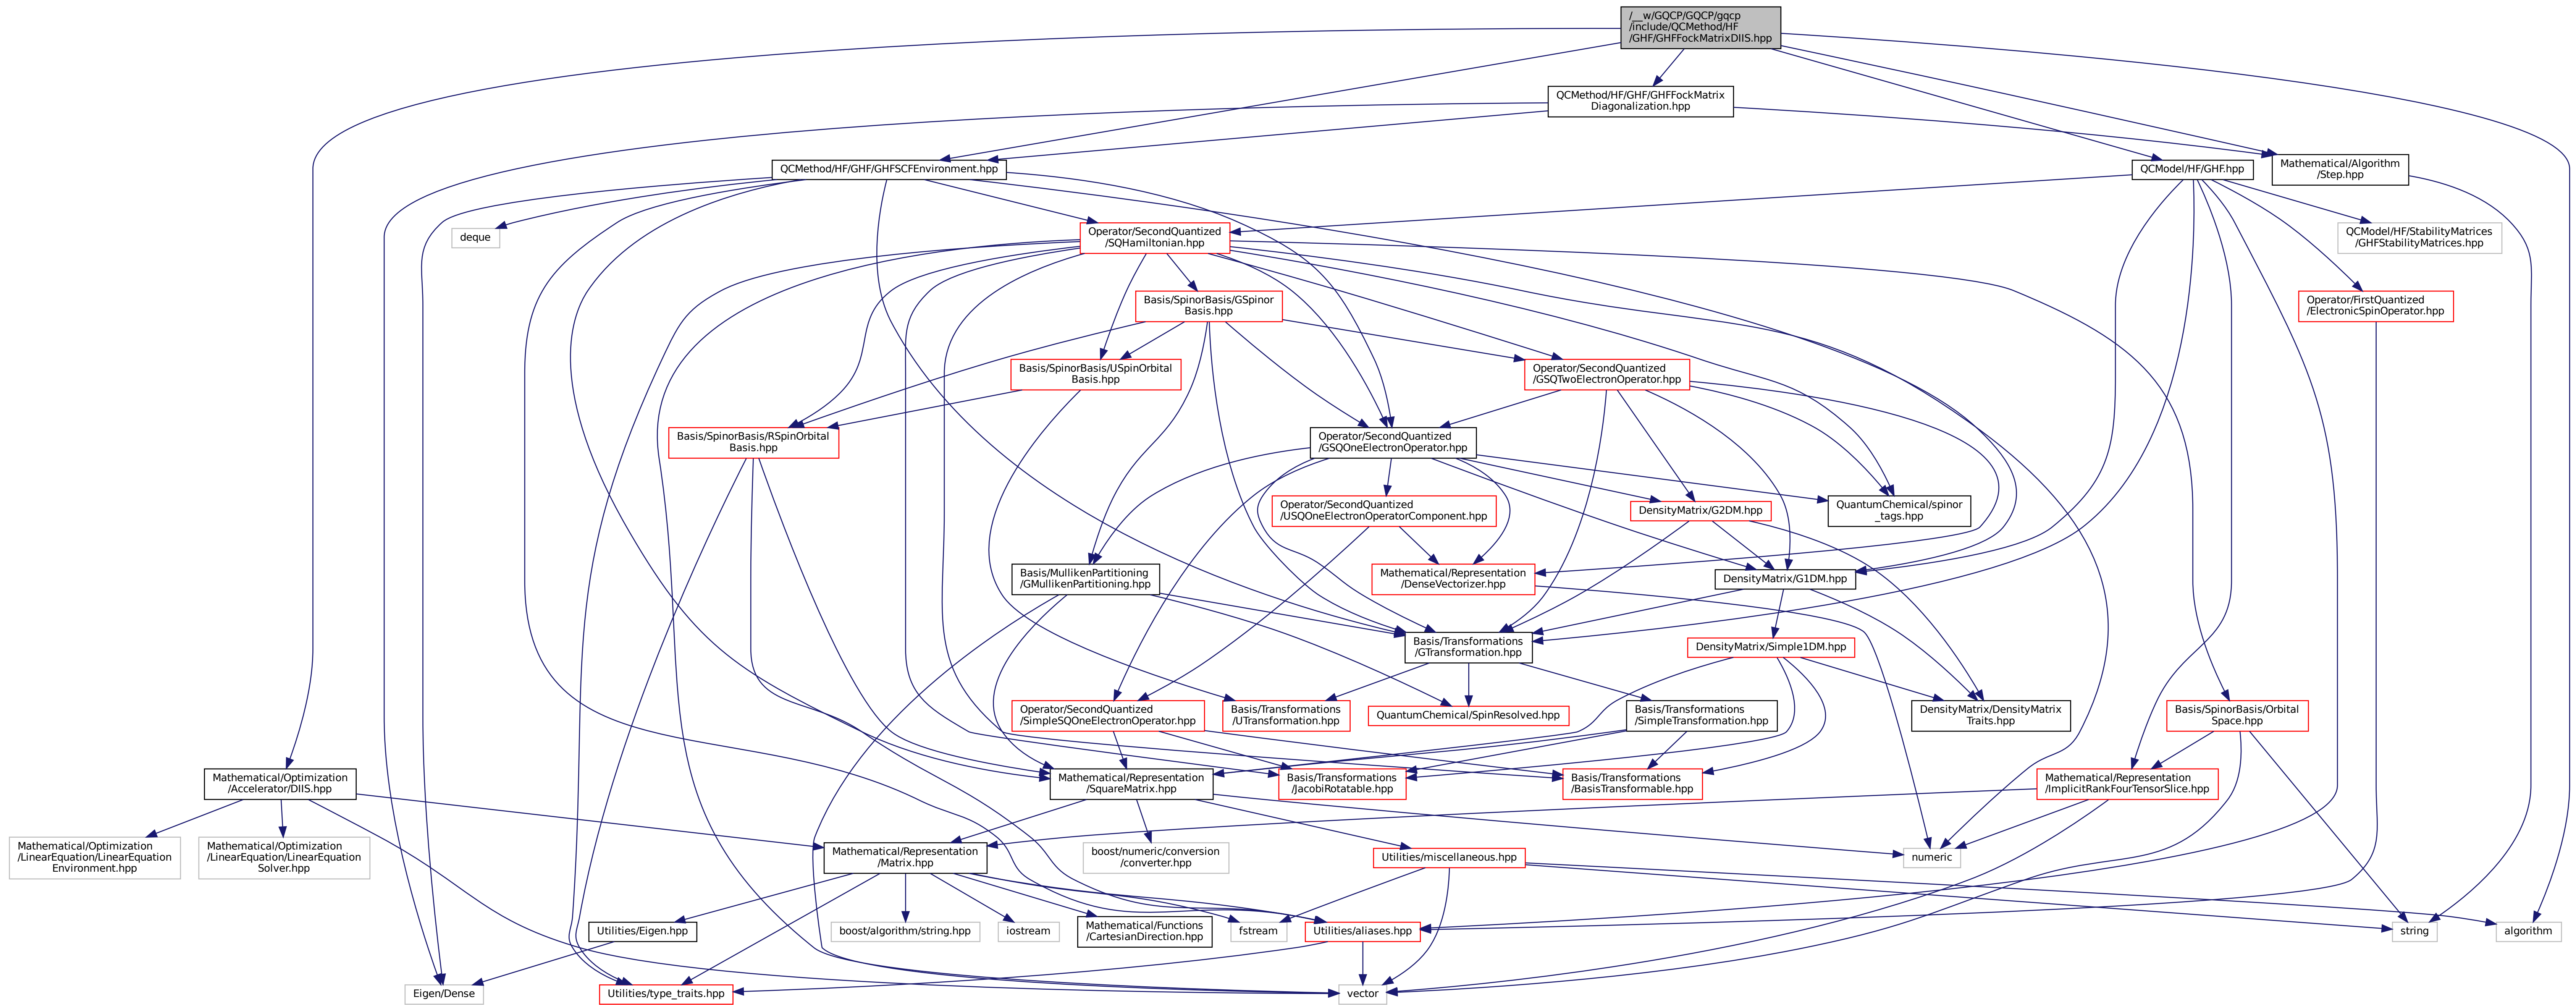 /__w/GQCP/GQCP/gqcp
/include/QCMethod/HF
/GHF/GHFFockMatrixDIIS.hpp
QCMethod/HF/GHF/GHFFockMatrix
Diagonalization.hpp
QCMethod/HF/GHF/GHFSCFEnvironment.hpp
QCModel/HF/GHF.hpp
Mathematical/Algorithm
/Step.hpp
deque
Operator/SecondQuantized
/SQHamiltonian.hpp
QCModel/HF/StabilityMatrices
/GHFStabilityMatrices.hpp
Basis/SpinorBasis/GSpinor
Basis.hpp
Operator/FirstQuantized
/ElectronicSpinOperator.hpp
Basis/SpinorBasis/USpinOrbital
Basis.hpp
Operator/SecondQuantized
/GSQTwoElectronOperator.hpp
Basis/SpinorBasis/RSpinOrbital
Basis.hpp
Operator/SecondQuantized
/GSQOneElectronOperator.hpp
Operator/SecondQuantized
/USQOneElectronOperatorComponent.hpp
DensityMatrix/G2DM.hpp
QuantumChemical/spinor
_tags.hpp
Basis/MullikenPartitioning
/GMullikenPartitioning.hpp
Mathematical/Representation
/DenseVectorizer.hpp
DensityMatrix/G1DM.hpp
Basis/Transformations
/GTransformation.hpp
DensityMatrix/Simple1DM.hpp
Operator/SecondQuantized
/SimpleSQOneElectronOperator.hpp
Basis/Transformations
/UTransformation.hpp
QuantumChemical/SpinResolved.hpp
Basis/Transformations
/SimpleTransformation.hpp
DensityMatrix/DensityMatrix
Traits.hpp
Basis/SpinorBasis/Orbital
Space.hpp
Mathematical/Optimization
/Accelerator/DIIS.hpp
Mathematical/Representation
/SquareMatrix.hpp
Basis/Transformations
/JacobiRotatable.hpp
Basis/Transformations
/BasisTransformable.hpp
Mathematical/Representation
/ImplicitRankFourTensorSlice.hpp
Mathematical/Optimization
/LinearEquation/LinearEquation
Environment.hpp
Mathematical/Optimization
/LinearEquation/LinearEquation
Solver.hpp
Mathematical/Representation
/Matrix.hpp
boost/numeric/conversion
/converter.hpp
Utilities/miscellaneous.hpp
numeric
Utilities/Eigen.hpp
boost/algorithm/string.hpp
iostream
Mathematical/Functions
/CartesianDirection.hpp
fstream
Utilities/aliases.hpp
string
algorithm
Eigen/Dense
Utilities/type_traits.hpp
vector